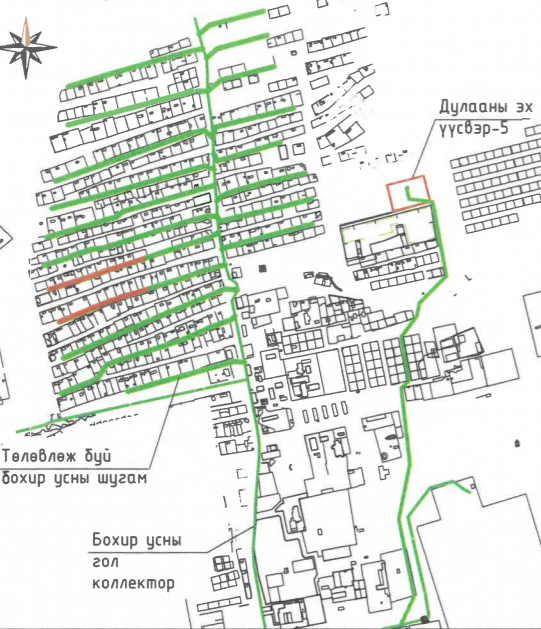 Дулааны эх
үүсвэр-5
Төлөвлөж буй
бохир усны шугам
Бохир усны
гол
коллектор